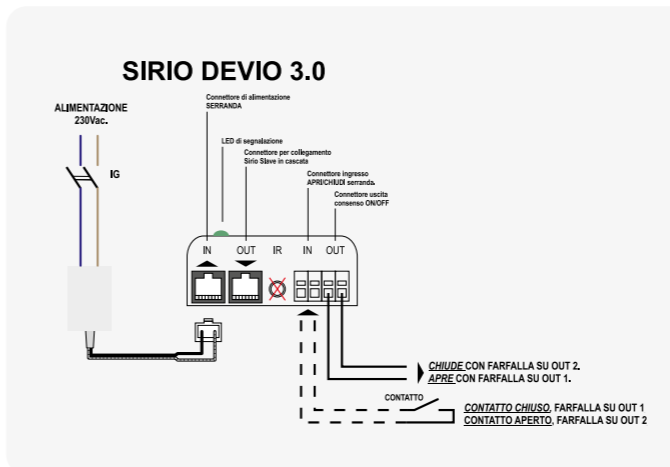 SIRIO DEVIO 3.0
Connettore di alimentazione
SERRANDA
ALIMENTAZIONE
230Vac.
LED di segnalazione
Connettore per collegamento
Sirio Slave in cascata
Connettore ingresso
APRI/CHIUDI serranda.
Connettore uscita
consenso ON/OFF
IG
IN OUT IR IN OUT
CHIUDE CON FARFALLA SU OUT 2.
APRE CON FARFALLA SU OUT 1.
CONTATTO
CONTATTO CHIUSO, FARFALLA SU OUT 1
CONTATTO APERTO, FARFALLA SU OUT 2